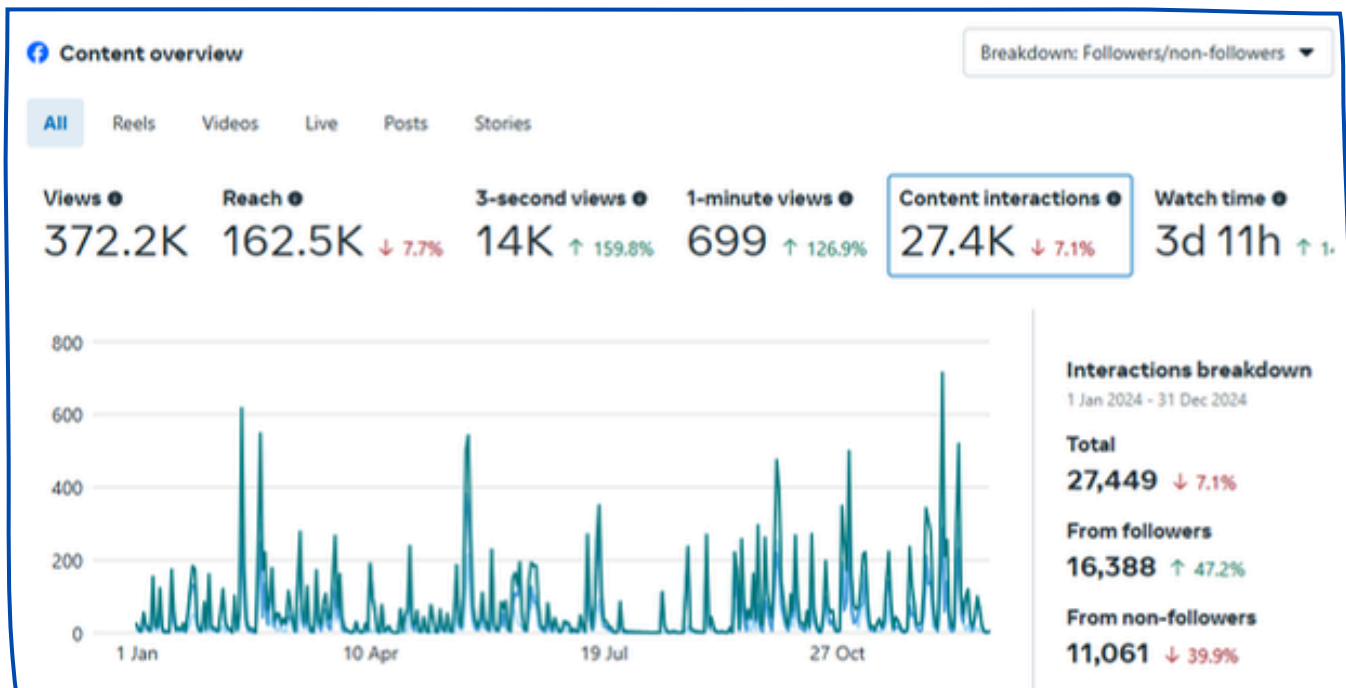 Content overview
Breakdown: Followers/non-followers
All Reels Videos Live Posts Stories
Views Reach 3-second views 1-minute views Content interactions Watch time
372.2K 162.5K ↓ 7.7% 14K ↑ 159.8% 699 ↑ 126.9% 27.4K ↓ 7.1% 3d 11h ↑
800
600
400
200
0
1 Jan 10 Apr 19 Jul 27 Oct
Interactions breakdown
1 Jan 2024 - 31 Dec 2024
Total
27,449 ↓ 7.1%
From followers
16,388 ↑ 47.2%
From non-followers
11,061 ↓ 39.9%